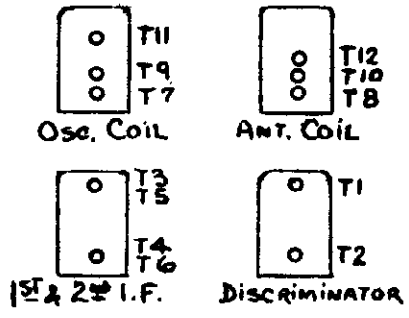 T11
T9
T7
Osc. Coil
T12
T10
T8
Ant. Coil
T3
T5
T4
T6
1ST & 2nd I.F.
T1
T2
Discriminator